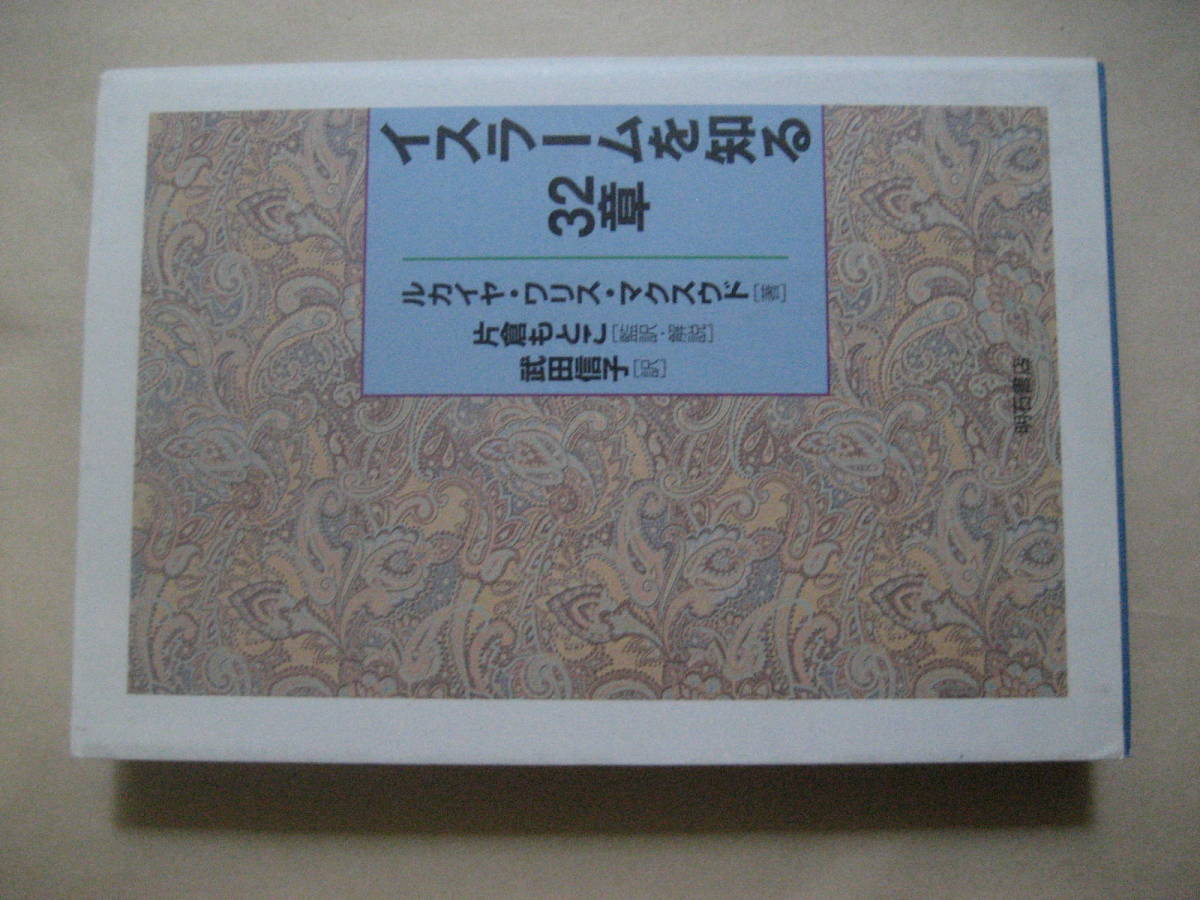 イスラームを知る
32章
ルカイヤ・ワリス・マクスウド[著]
片倉もとこ[監訳・解説]
武田信子[訳]
明石書店